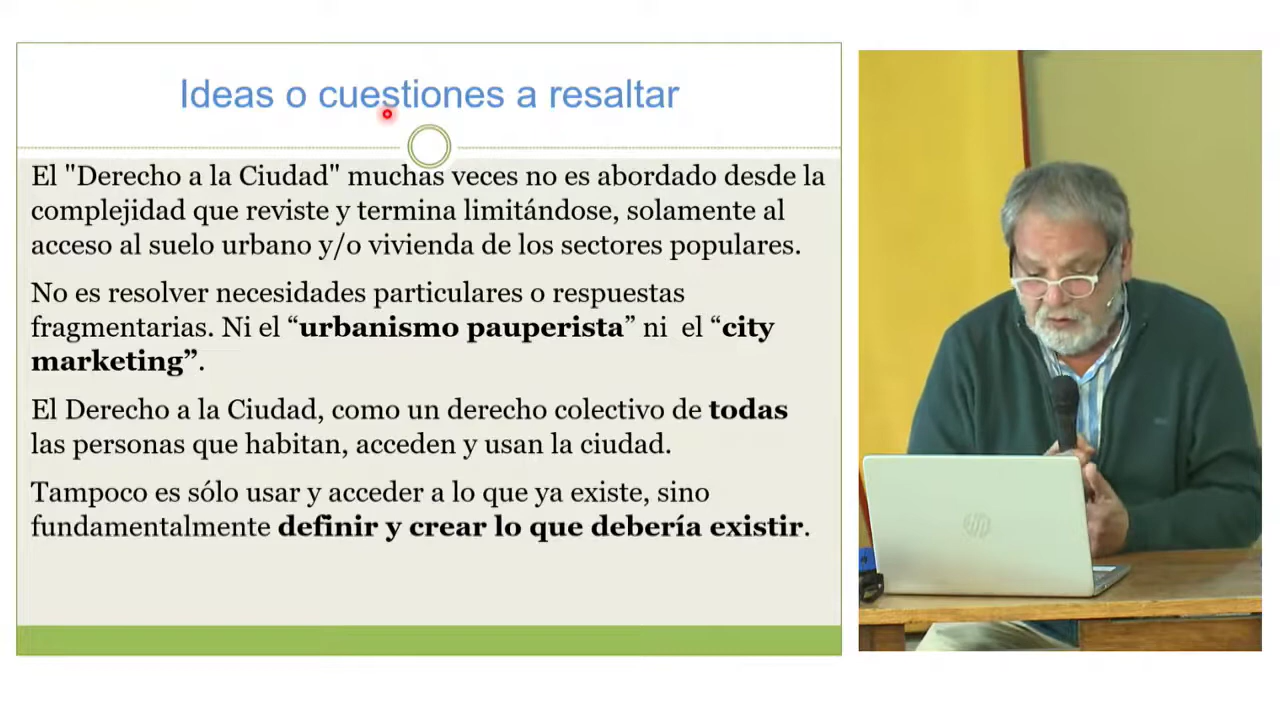 Ideas o cuestiones a resaltar
El "Derecho a la Ciudad" muchas veces no es abordado desde la
complejidad que reviste y termina limitándose, solamente al
acceso al suelo urbano y/o vivienda de los sectores populares.
No es resolver necesidades particulares o respuestas
fragmentarias. Ni el “urbanismo pauperista” ni el “city
marketing”.
El Derecho a la Ciudad, como un derecho colectivo de todas
las personas que habitan, acceden y usan la ciudad.
Tampoco es sólo usar y acceder a lo que ya existe, sino
fundamentalmente definir y crear lo que debería existir.
hp